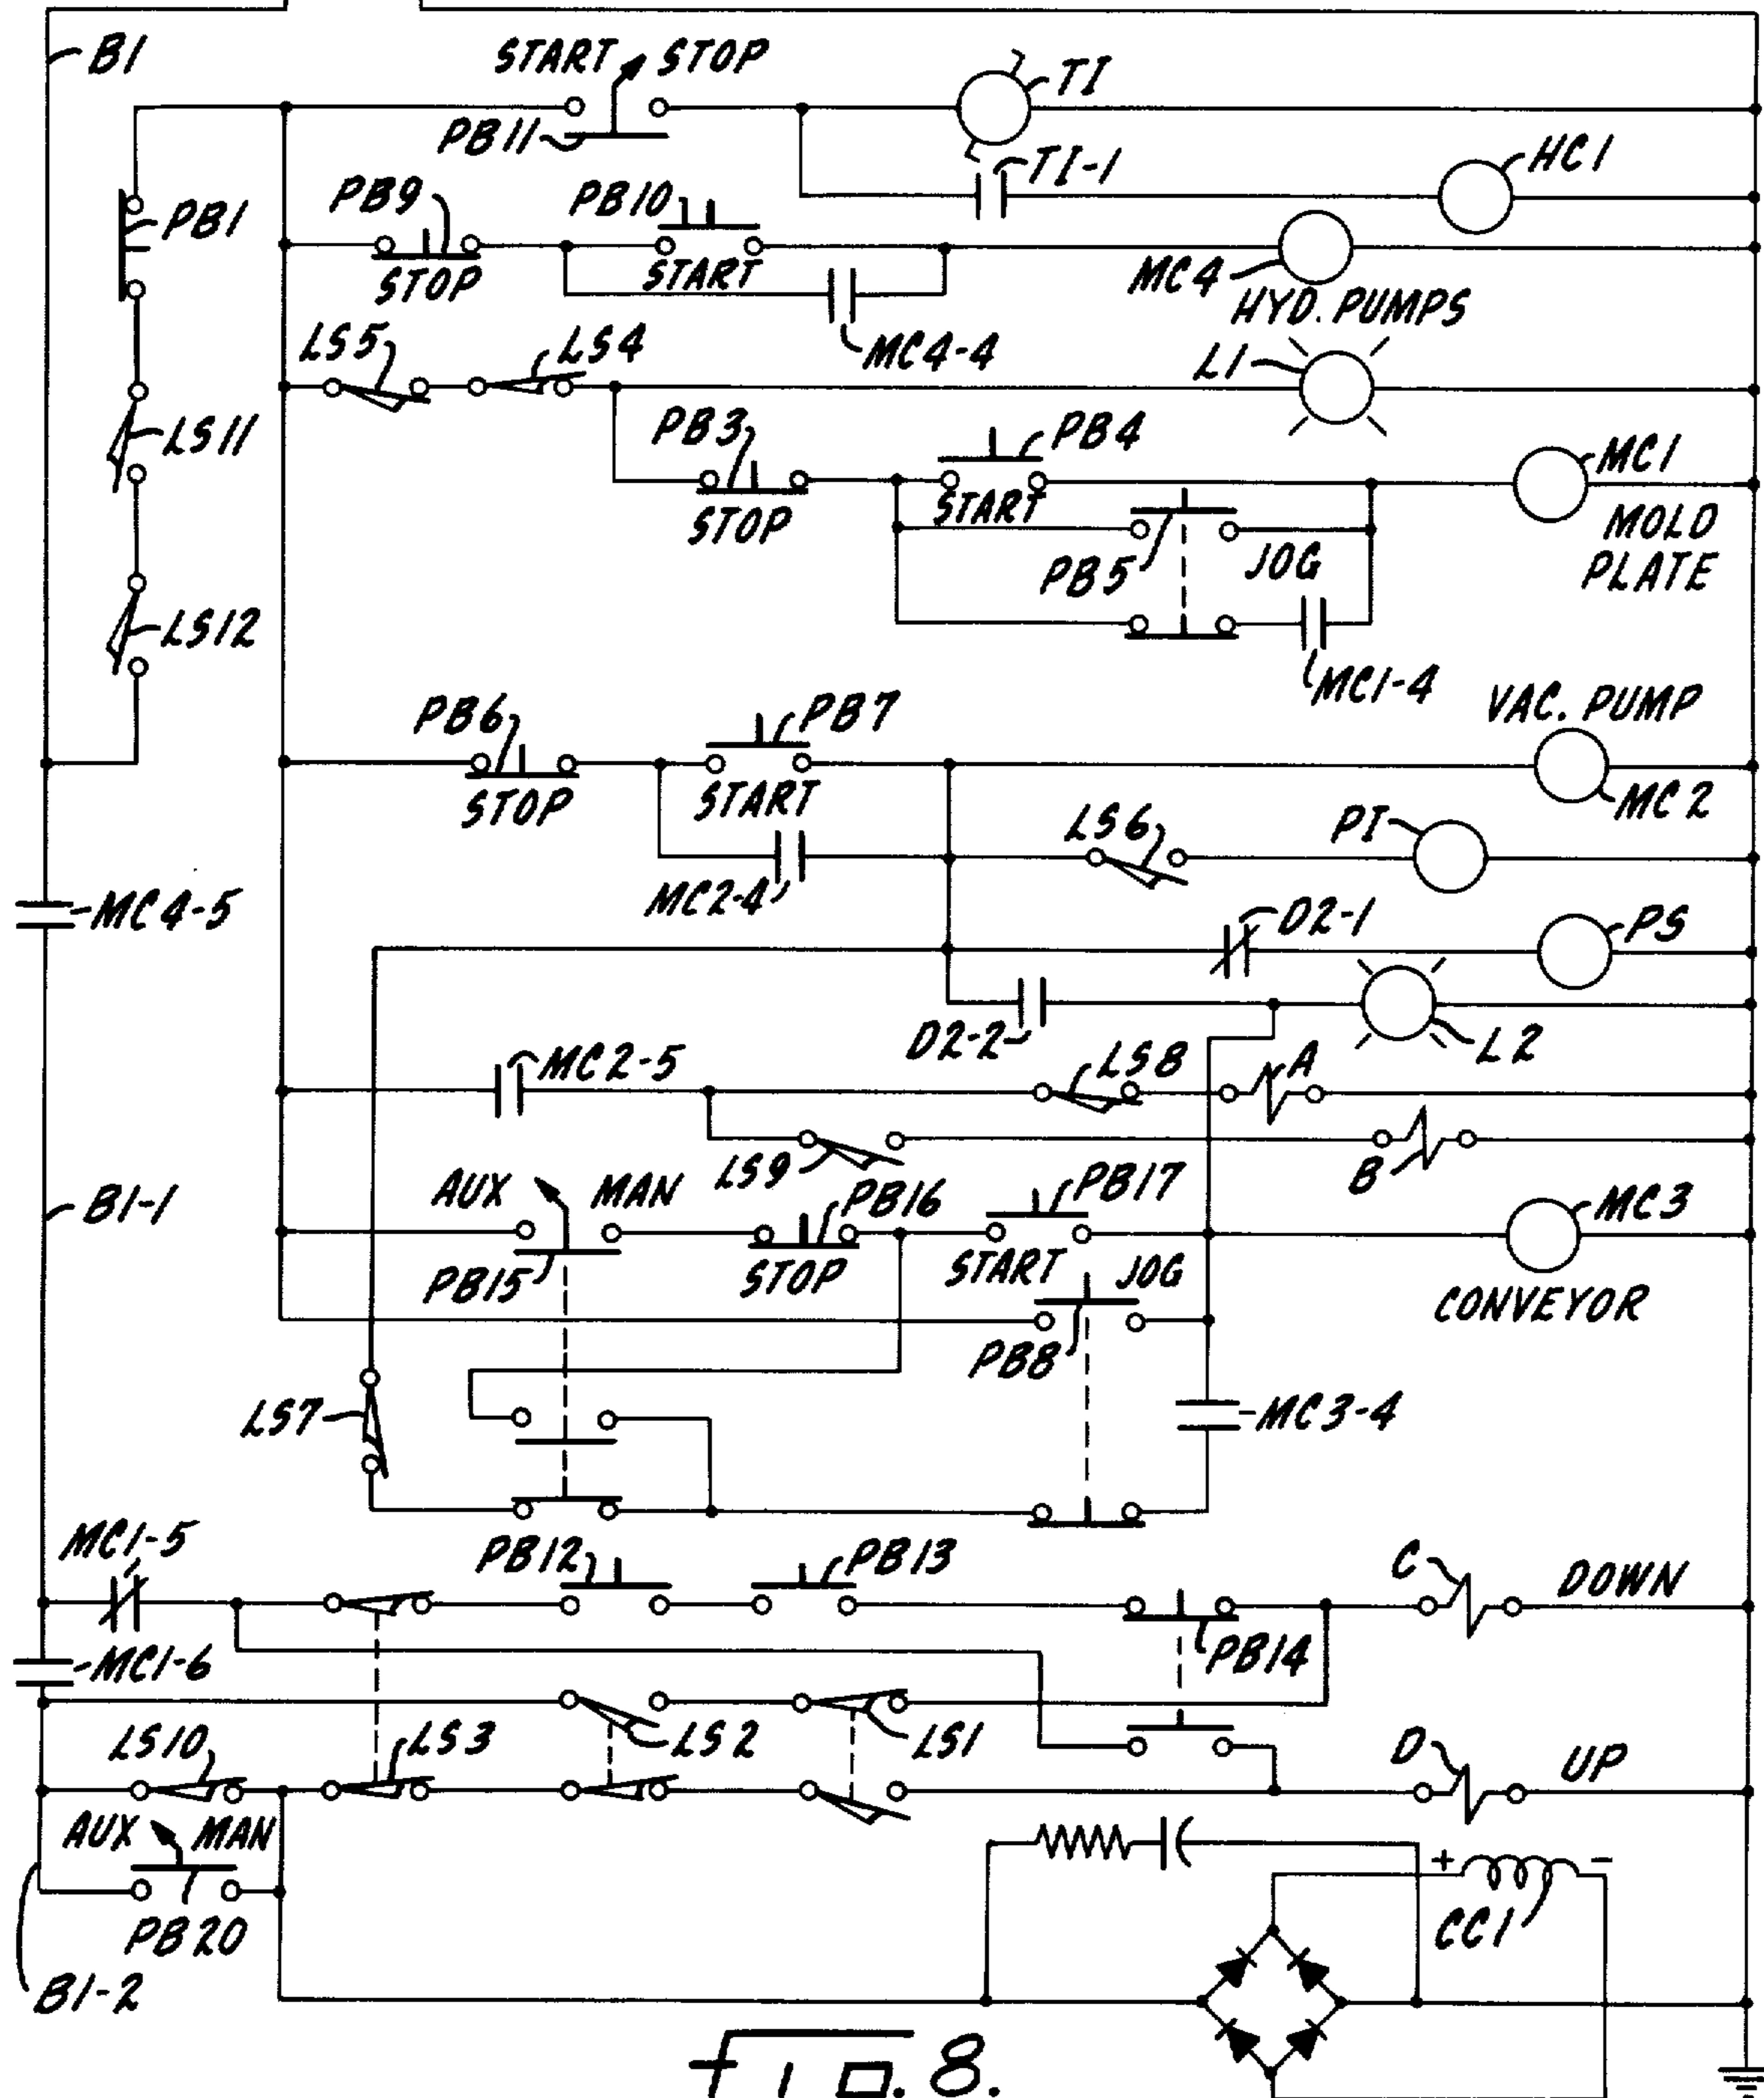 B1
START STOP
T1
PB11
T1-1
HC1
PB1
PB9
PB10
STOP
START
MC4
HYD. PUMPS
MC4-4
LS5
LS4
L1
LS11
PB3
PB4
MC1
STOP
START
MOLD
PLATE
PB5
JOG
LS12
MC1-4
PB6
PB7
VAC. PUMP
STOP
START
MC2
LS6
P1
MC2-4
MC4-5
D2-1
PS
D2-2
L2
MC2-5
LS8
A
LS9
B
B1-1
AUX MAN
PB16
PB17
MC3
PB15
STOP
START
JOG
CONVEYOR
PB8
LS7
MC3-4
MC1-5
PB12
PB13
C
DOWN
MC1-6
PB14
LS10
LS3
LS2
LS1
D
UP
AUX MAN
+ -
PB20
CC1
B1-2
Fig. 8.